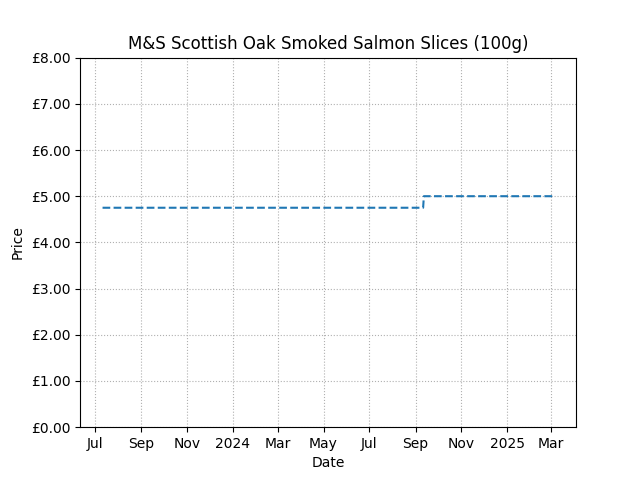 M&S Scottish Oak Smoked Salmon Slices (100g)
£8.00
£7.00
£6.00
£5.00
£4.00
£3.00
£2.00
£1.00
£0.00
Price
Jul Sep Nov 2024 Mar May Jul Sep Nov 2025 Mar
Date